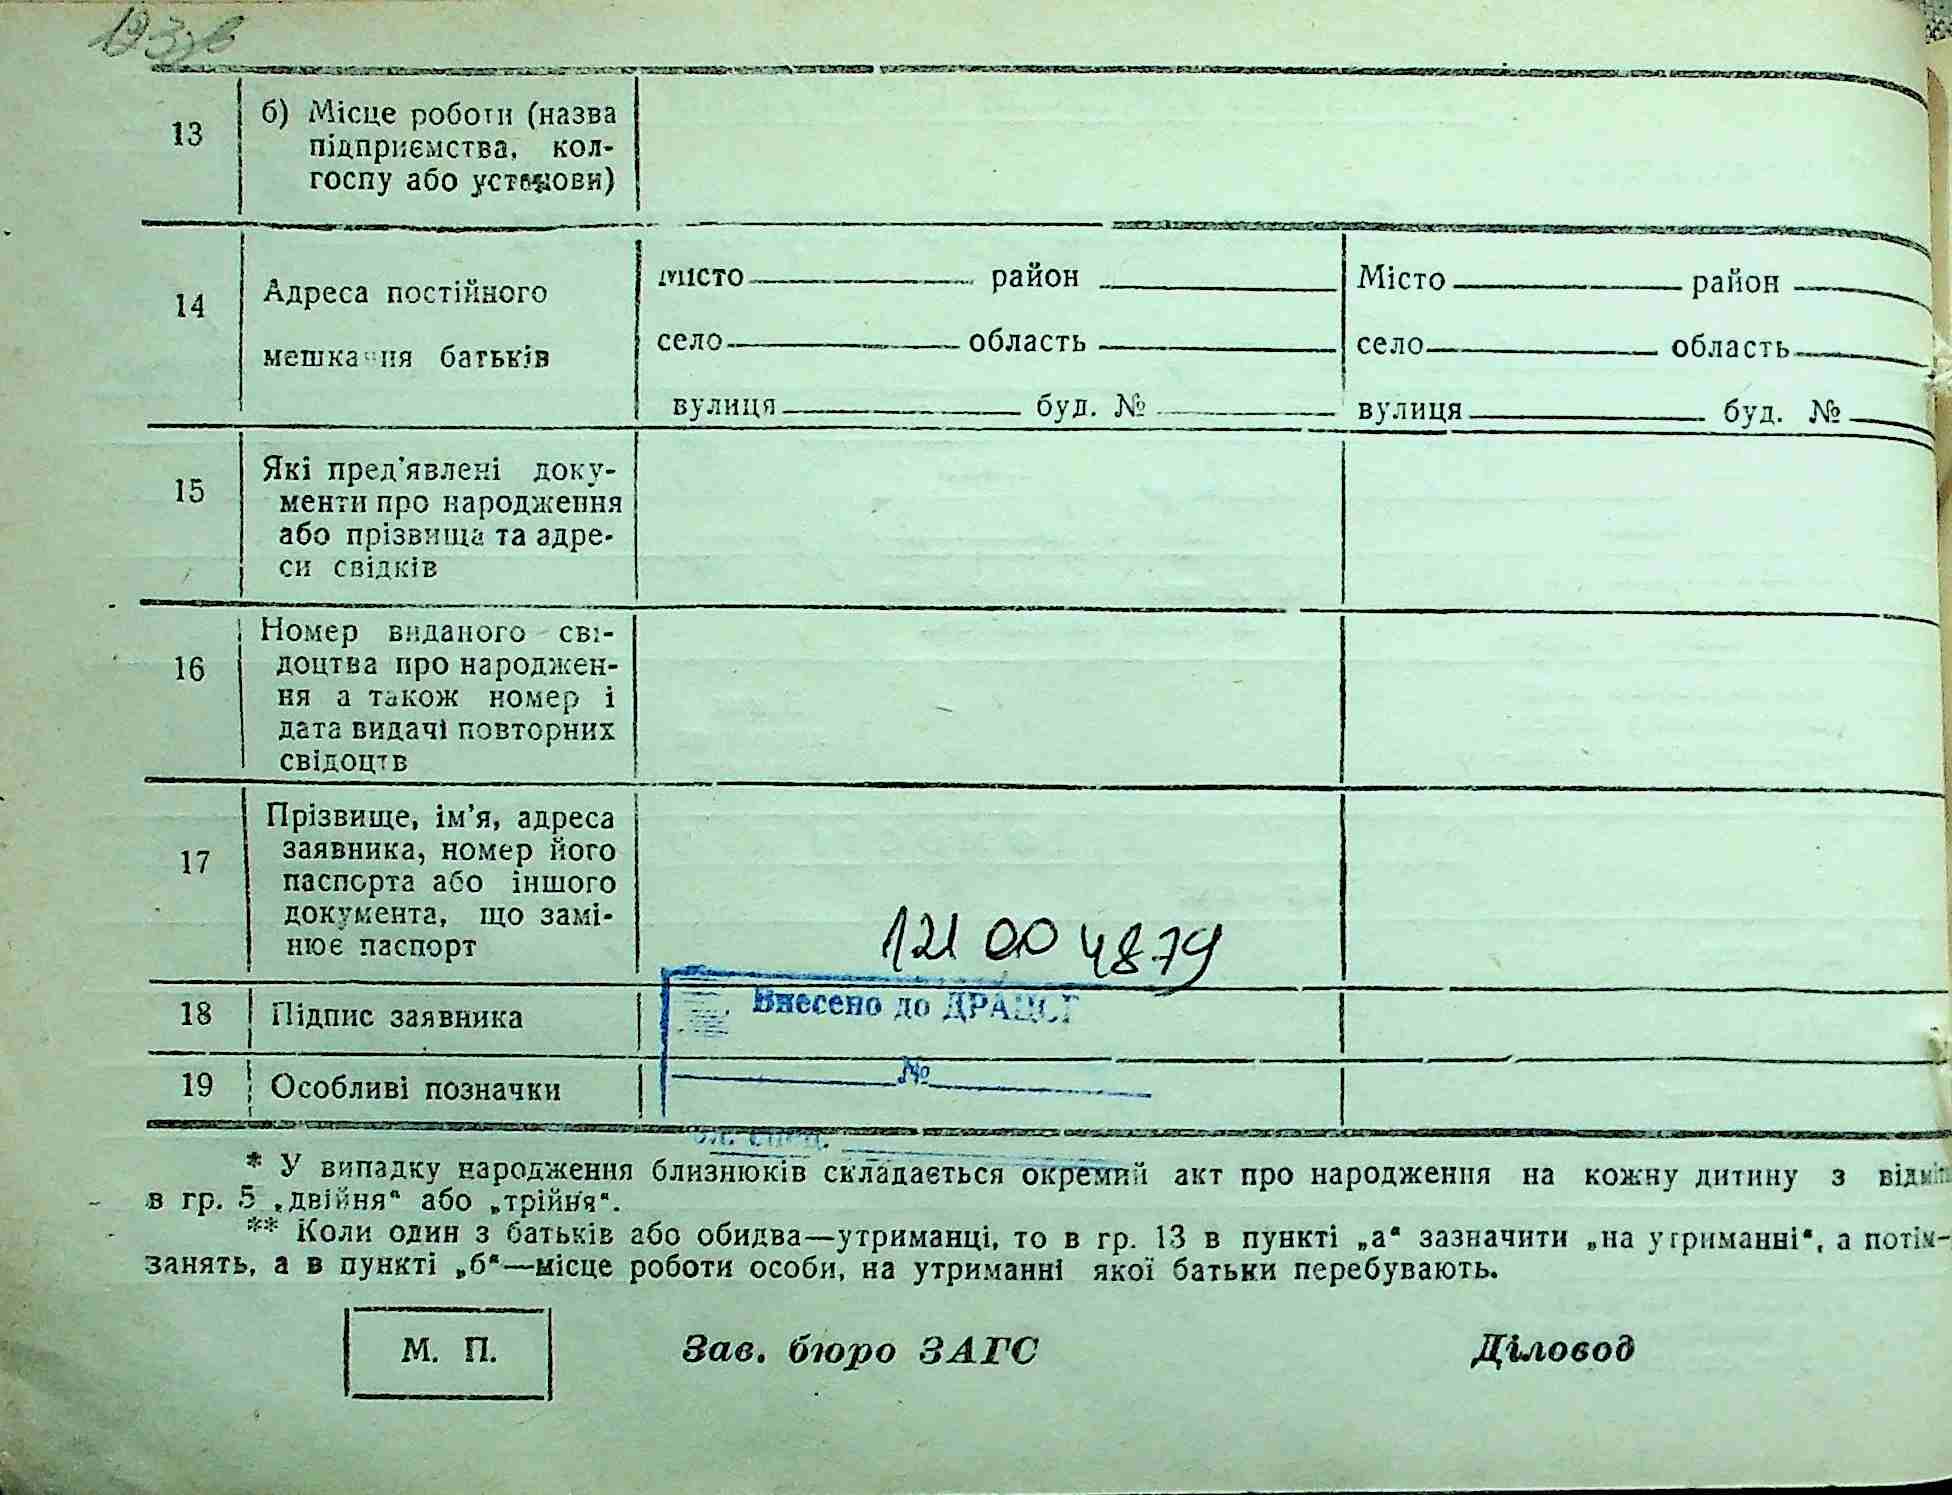 193зв
13 б) Місце роботи (назва
підприємства, кол-
госпу або установи)
14 Адреса постійного
мешкання батьків
місто район
село область
вулиця буд. №
Місто район
село область
вулиця буд. №
15 Які пред'явлені доку-
менти про народження
або прізвища та адре-
си свідків
16 Номер виданого сві-
доцтва про народжен-
ня а також номер і
дата видачі повторних
свідоцтв
17 Прізвище, ім'я, адреса
заявника, номер його
паспорта або іншого
документа, що замі-
нює паспорт
121 00 4879
Внесено до ДРАЦСГ
18 Підпис заявника
№
19 Особливі позначки
спец.
* У випадку народження близнюків складається окремий акт про народження на кожну дитину з
в гр. 5 „двійня“ або „трійня“.
** Коли один з батьків або обидва—утриманці, то в гр. 13 в пункті „а“ зазначити „на утриманні“, а потім-
занять, а в пункті „б“—місце роботи особи, на утриманні якої батьки перебувають.
М. П. Зав. бюро ЗАГС Діловод